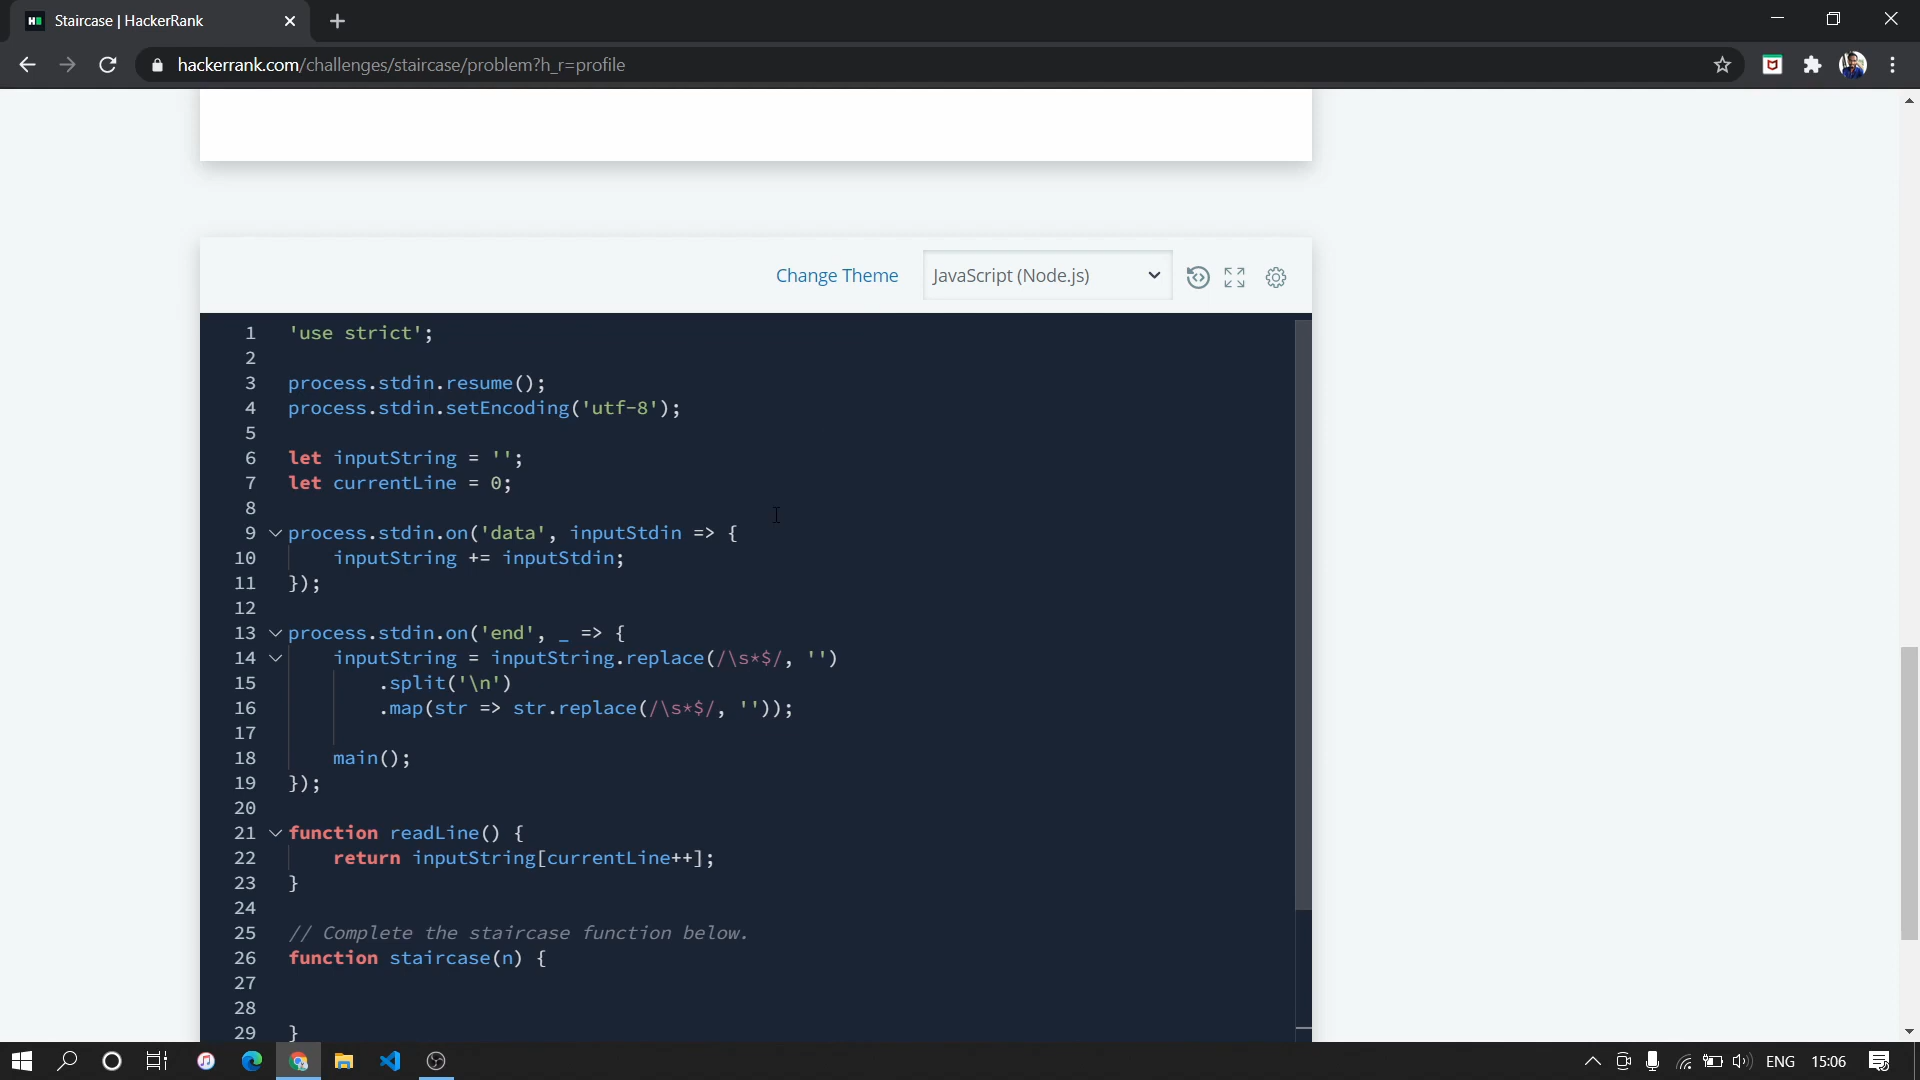 Staircase | HackerRank
hackerrank.com/challenges/staircase/problem?h_r=profile
Change Theme
JavaScript (Node.js)
1 'use strict';
2
3 process.stdin.resume();
4 process.stdin.setEncoding('utf-8');
5
6 let inputString = '';
7 let currentLine = 0;
8
9 process.stdin.on('data', inputStdin => {
10 inputString += inputStdin;
11 });
12
13 process.stdin.on('end', _ => {
14 inputString = inputString.replace(/\s*$/, '')
15 .split('\n')
16 .map(str => str.replace(/\s*$/, ''));
17
18 main();
19 });
20
21 function readLine() {
22 return inputString[currentLine++];
23 }
24
25 // Complete the staircase function below.
26 function staircase(n) {
27
28
29 }
ENG
15:06